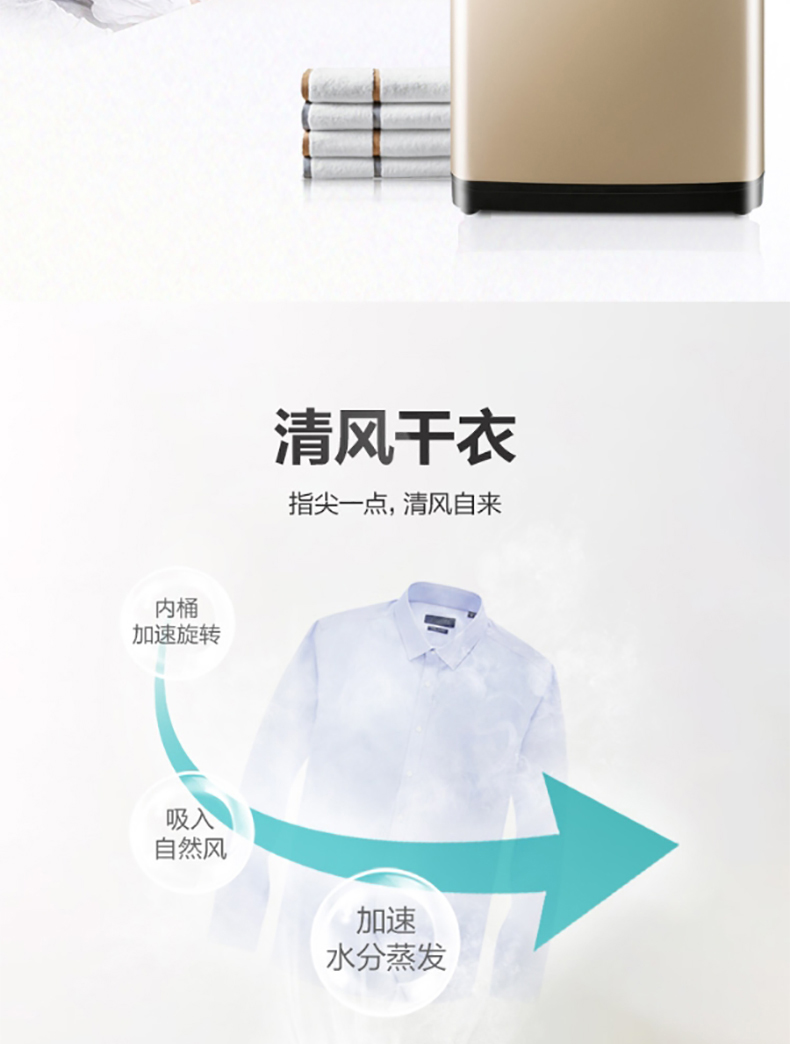 清风干衣
指尖一点, 清风自来
内桶
加速旋转
吸入
自然风
加速
水分蒸发